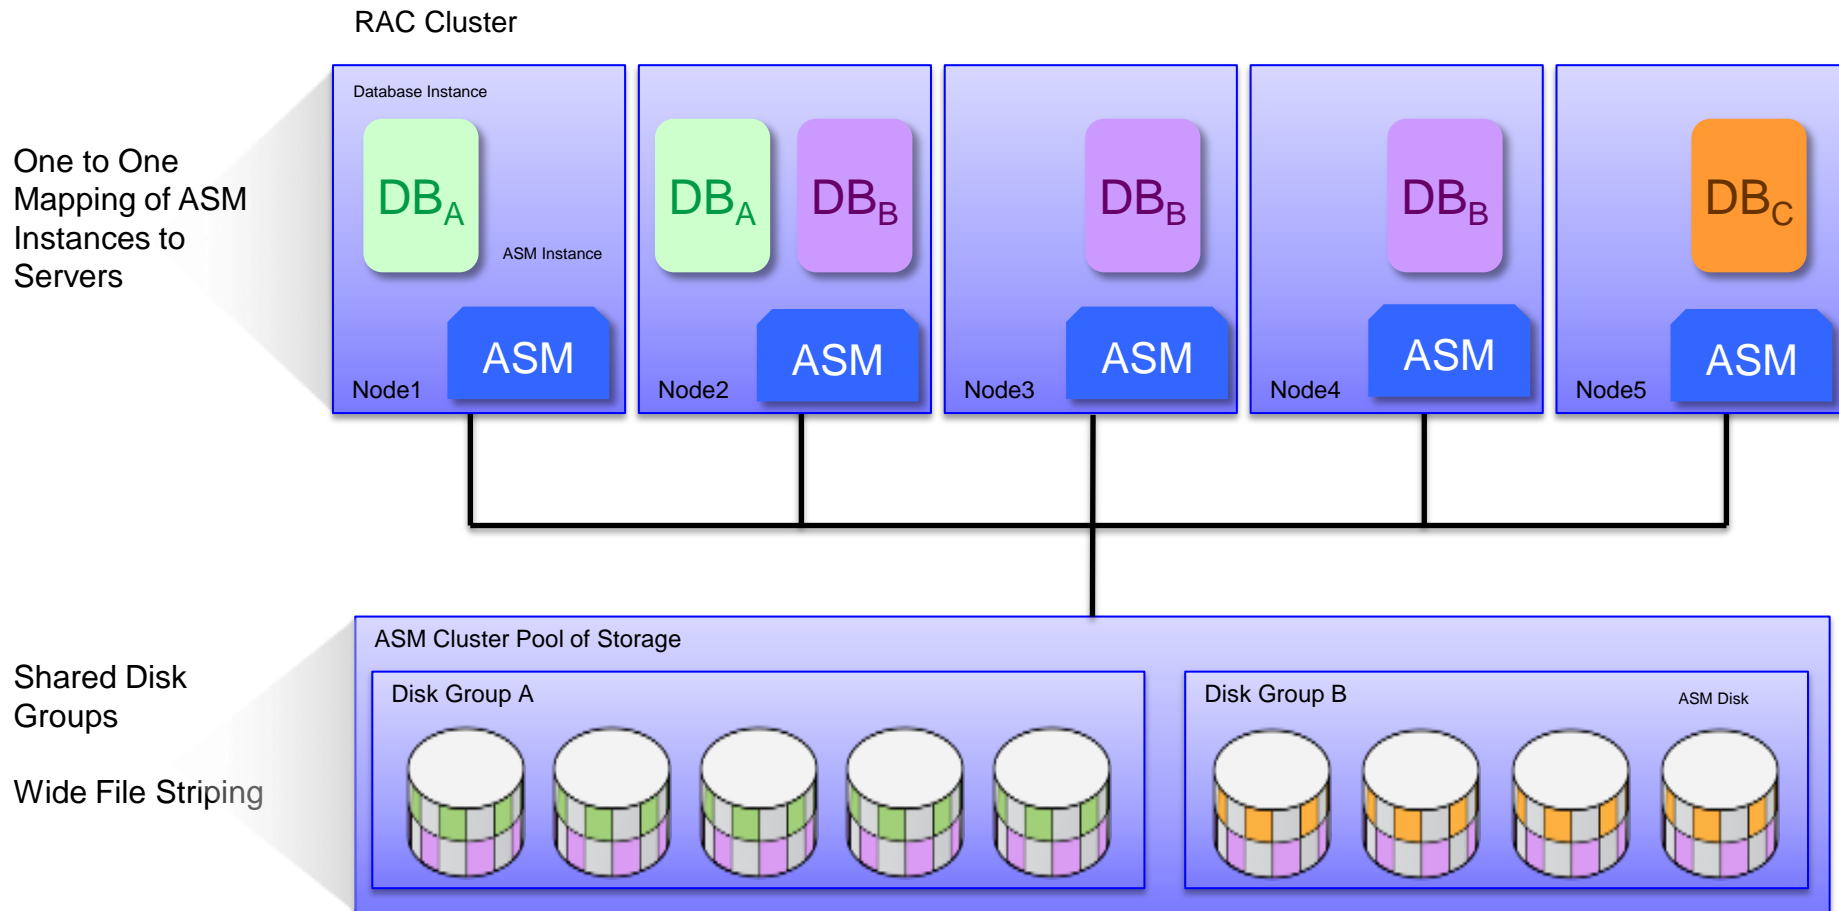 RAC Cluster
One to One
Mapping of ASM
Instances to
Servers
Database Instance
DBA
ASM Instance
ASM
Node1
DBA
DBB
ASM
Node2
DBB
ASM
Node3
DBB
ASM
Node4
DBC
ASM
Node5
Shared Disk
Groups
Wide File Striping
ASM Cluster Pool of Storage
Disk Group A
Disk Group B
ASM Disk